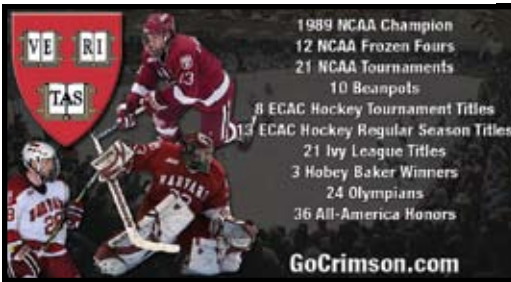 VE RI
TAS
1989 NCAA Champion
12 NCAA Frozen Fours
21 NCAA Tournaments
10 Beanpots
8 ECAC Hockey Tournament Titles
13 ECAC Hockey Regular Season Titles
21 Ivy League Titles
3 Hobey Baker Winners
24 Olympians
36 All-America Honors
HARVARD
HARVARD
GoCrimson.com